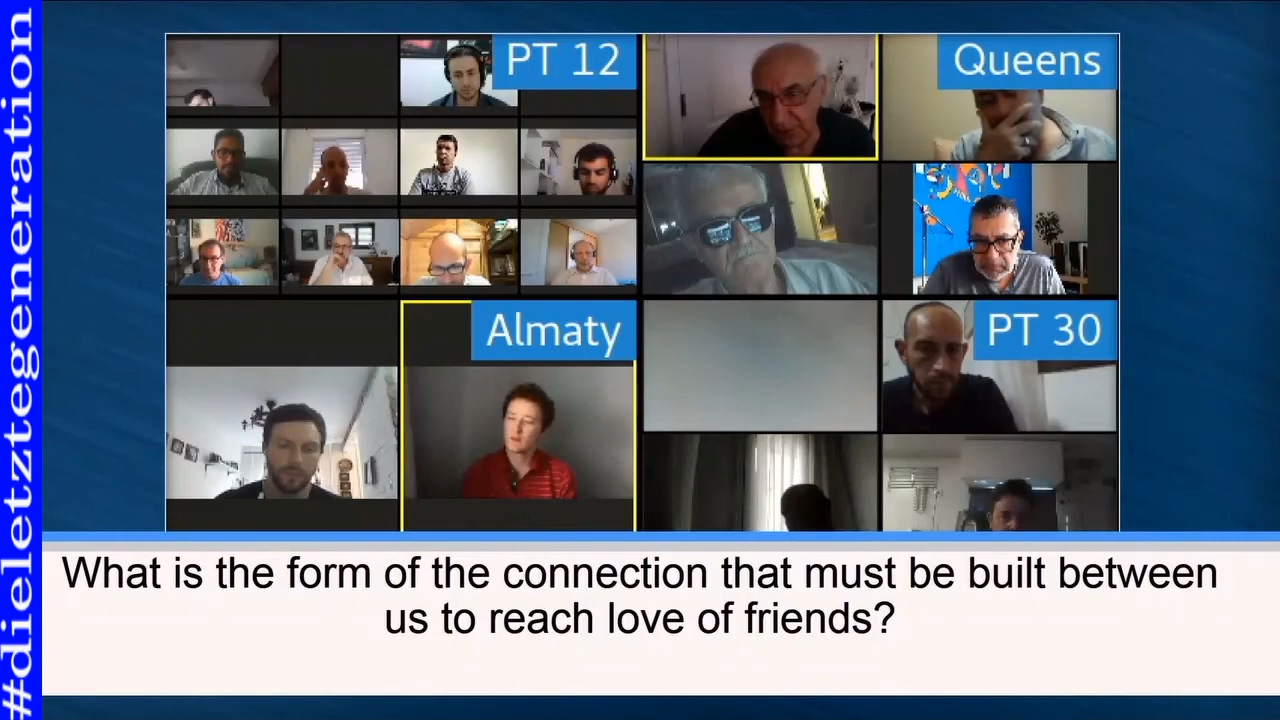 #dieletztegeneration
PT 12
Queens
Almaty
PT 30
What is the form of the connection that must be built between
us to reach love of friends?